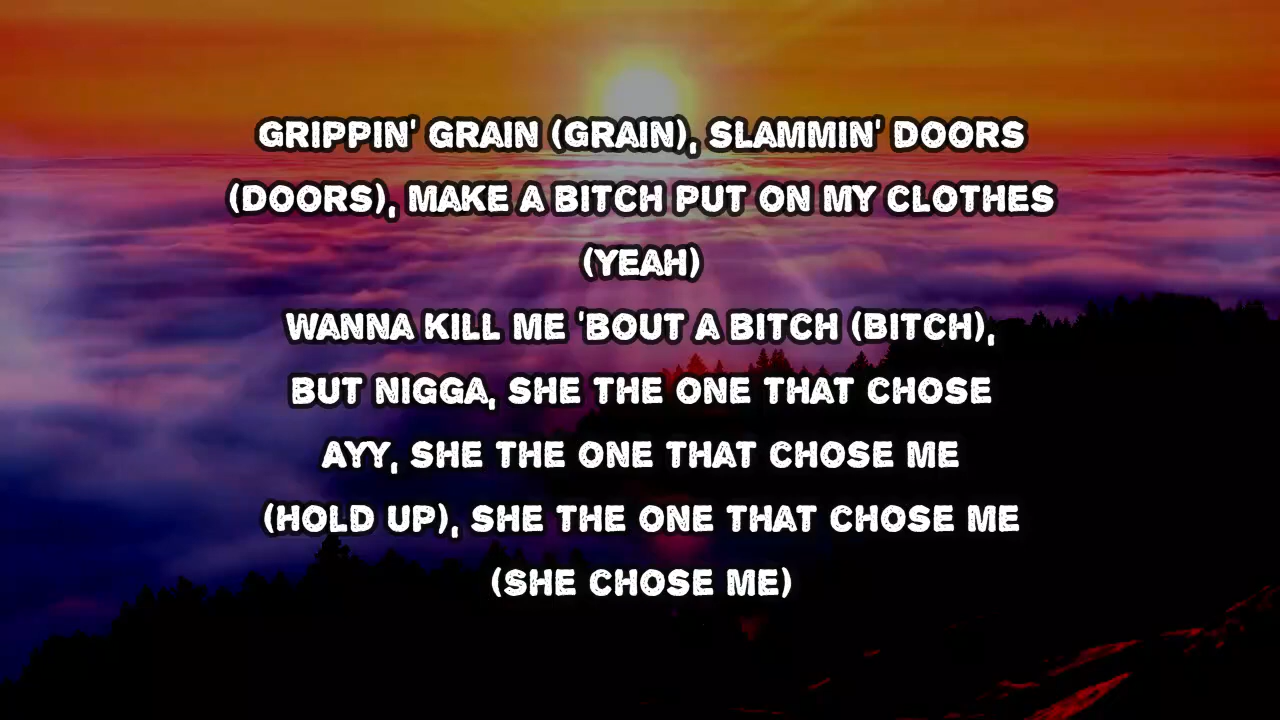 GRIPPIN' GRAIN (GRAIN), SLAMMIN' DOORS
(DOORS), MAKE A BITCH PUT ON MY CLOTHES
(YEAH)
WANNA KILL ME 'BOUT A BITCH (BITCH),
BUT NIGGA, SHE THE ONE THAT CHOSE
AYY, SHE THE ONE THAT CHOSE ME
(HOLD UP), SHE THE ONE THAT CHOSE ME
(SHE CHOSE ME)